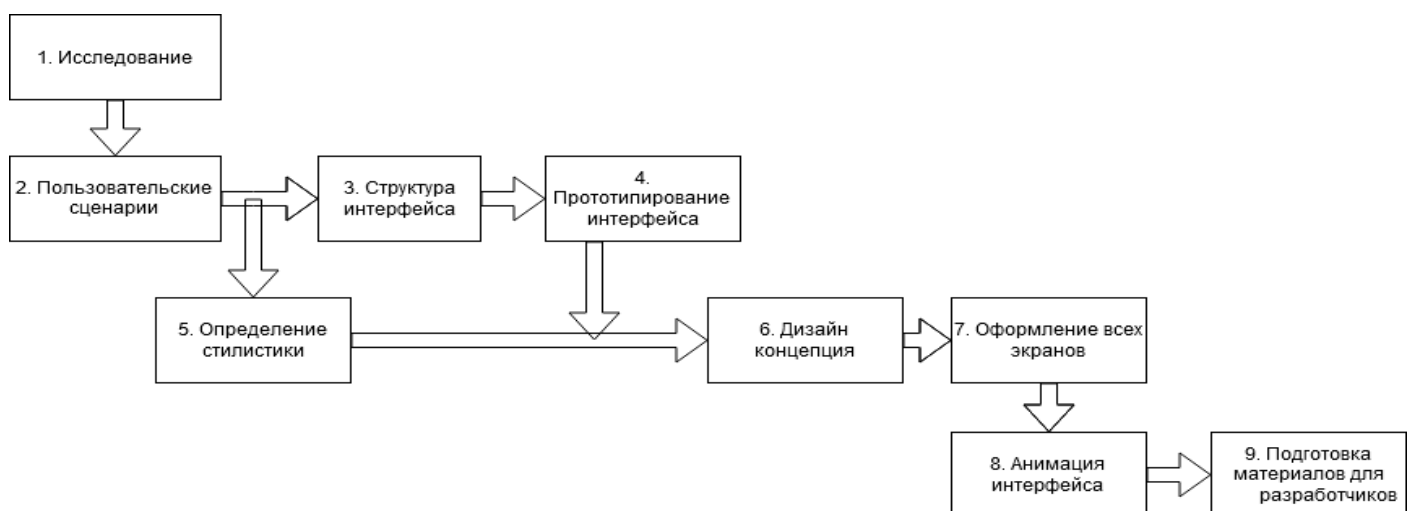 1. Исследование
2. Пользовательские
сценарии
3. Структура
интерфейса
4.
Прототипирование
интерфейса
5. Определение
стилистики
6. Дизайн
концепция
7. Оформление всех
экранов
8. Анимация
интерфейса
9. Подготовка
материалов для
разработчиков